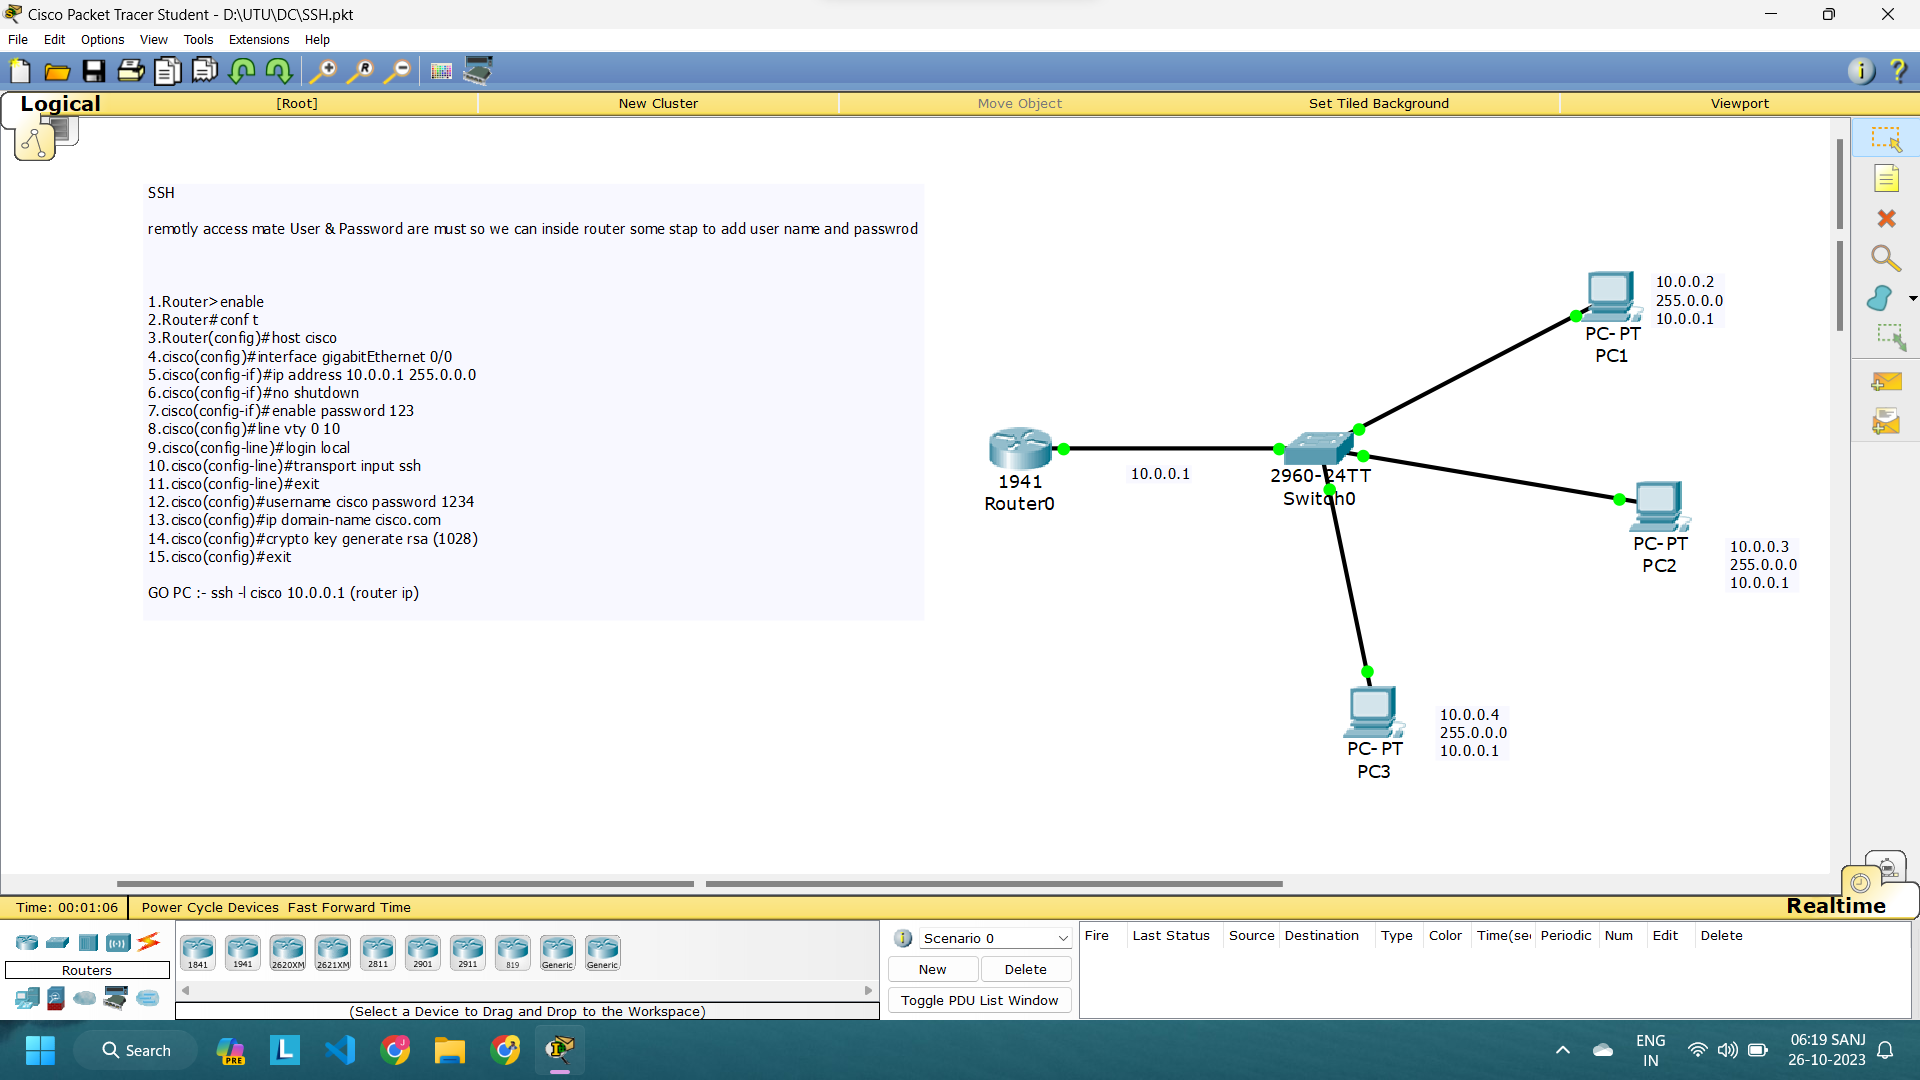 Cisco Packet Tracer Student - D:\UTU\DC\SSH.pkt
File Edit Options View Tools Extensions Help
Logical [Root] New Cluster Move Object Set Tiled Background Viewport
SSH
remotly access mate User & Password are must so we can inside router some stap to add user name and passwrod
1.Router>enable
2.Router#conf t
3.Router(config)#host cisco
4.cisco(config)#interface gigabitEthernet 0/0
5.cisco(config-if)#ip address 10.0.0.1 255.0.0.0
6.cisco(config-if)#no shutdown
7.cisco(config-if)#enable password 123
8.cisco(config)#line vty 0 10
9.cisco(config-line)#login local
10.cisco(config-line)#transport input ssh
11.cisco(config-line)#exit
12.cisco(config)#username cisco password 1234
13.cisco(config)#ip domain-name cisco.com
14.cisco(config)#crypto key generate rsa (1028)
15.cisco(config)#exit
GO PC :- ssh -l cisco 10.0.0.1 (router ip)
1941
Router0
10.0.0.1
2960-24TT
Switch0
PC-PT
PC1
10.0.0.2
255.0.0.0
10.0.0.1
PC-PT
PC2
10.0.0.3
255.0.0.0
10.0.0.1
PC-PT
PC3
10.0.0.4
255.0.0.0
10.0.0.1
Time: 00:01:06 Power Cycle Devices Fast Forward Time
Realtime
Routers
1841 1941 2620XM 2621XM 2811 2901 2911 819 Generic Generic
(Select a Device to Drag and Drop to the Workspace)
Scenario 0
New Delete
Toggle PDU List Window
Fire Last Status Source Destination Type Color Time(sec Periodic Num Edit Delete
Search
PRE
ENG
IN
06:19 SANJ
26-10-2023